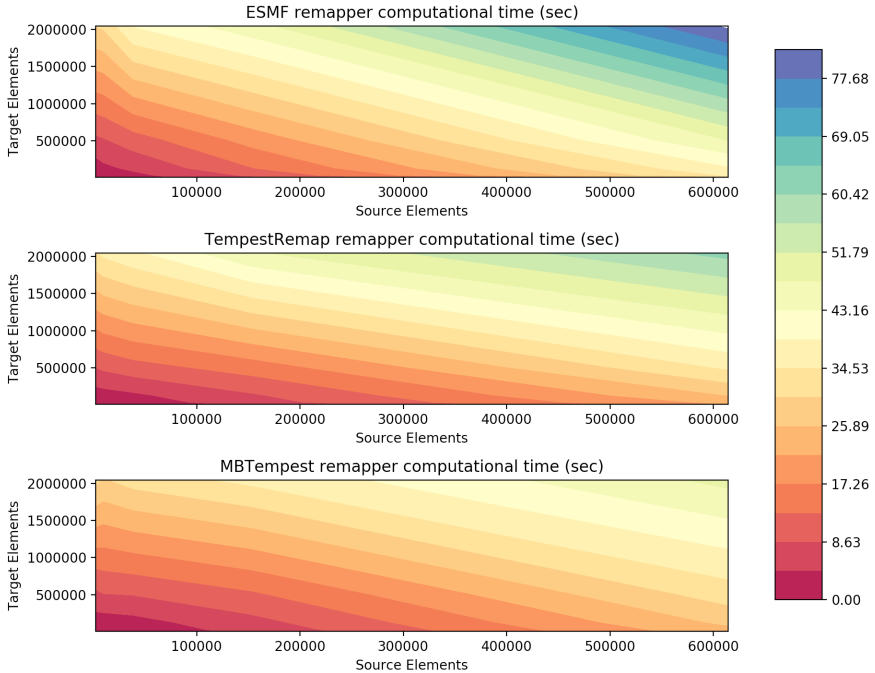 ESMF remapper computational time (sec)
2000000
1500000
1000000
500000
Target Elements
100000 200000 300000 400000 500000 600000
Source Elements
TempestRemap remapper computational time (sec)
2000000
1500000
1000000
500000
Target Elements
100000 200000 300000 400000 500000 600000
Source Elements
MBTempest remapper computational time (sec)
2000000
1500000
1000000
500000
Target Elements
100000 200000 300000 400000 500000 600000
Source Elements
77.68
69.05
60.42
51.79
43.16
34.53
25.89
17.26
8.63
0.00